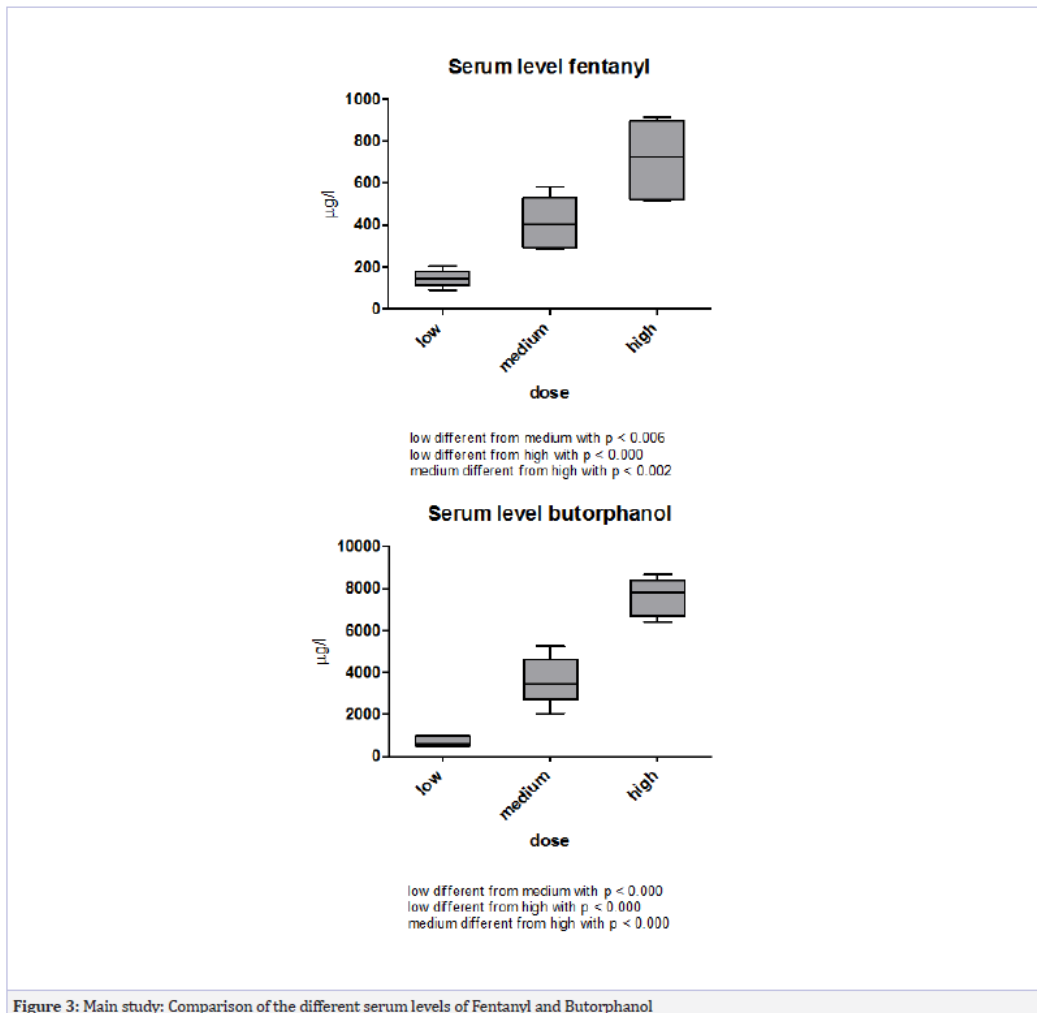 Serum level fentanyl
1000
800
600
400
200
0
µg/l
low
medium
high
dose
low different from medium with p < 0.006
low different from high with p < 0.000
medium different from high with p < 0.002
Serum level butorphanol
10000
8000
6000
4000
2000
0
µg/l
low
medium
high
dose
low different from medium with p < 0.000
low different from high with p < 0.000
medium different from high with p < 0.000
Figure 3: Main study: Comparison of the different serum levels of Fentanyl and Butorphanol